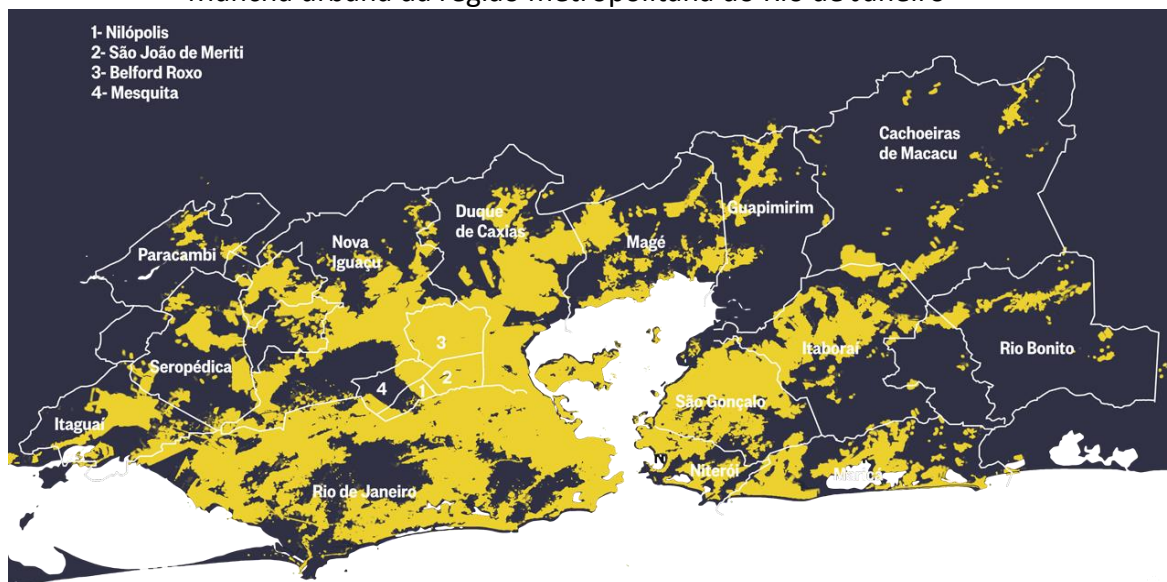 Mancha urbana da região metropolitana do Rio de Janeiro
1- Nilópolis
2- São João de Meriti
3- Belford Roxo
4- Mesquita
Cachoeiras
de Macacu
Duque
de Caxias
Guapimirim
Nova
Iguaçu
Magé
Paracambi
3
Itaboraí
Rio Bonito
Seropédica
2
4
1
São Gonçalo
Itaguaí
N
Niterói
Maricá
Rio de Janeiro